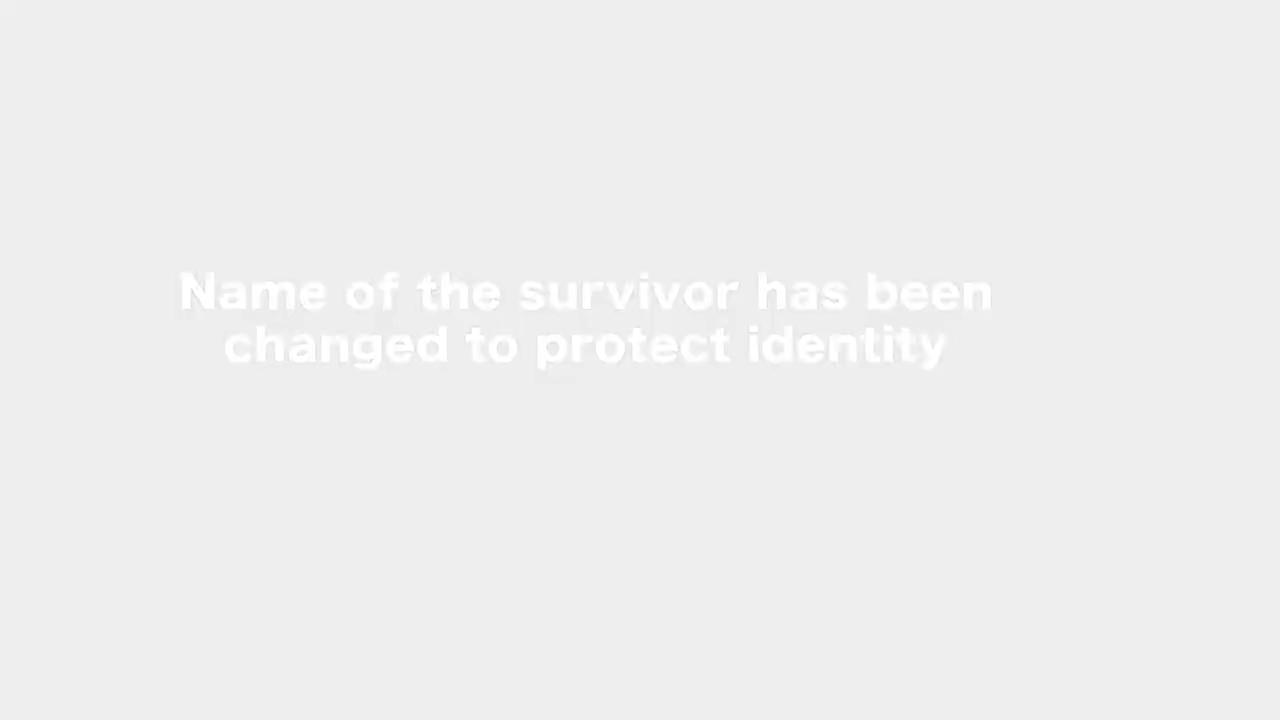 Name of the survivor has been
changed to protect identity